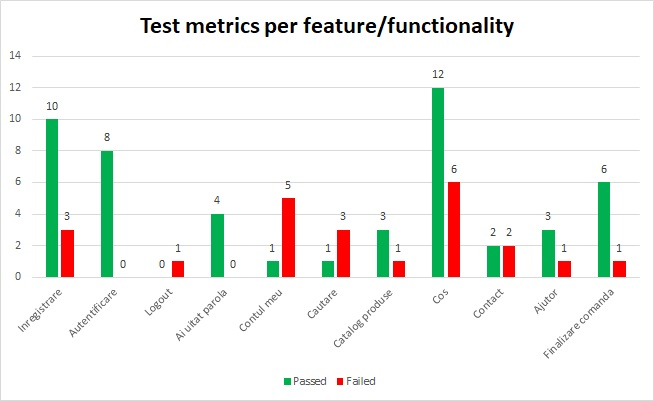 Test metrics per feature/functionality
14
12
10
8
6
4
2
0
10
3
8
0
0
1
4
0
1
5
1
3
3
1
12
6
2
2
3
1
6
1
Inregistrare
Autentificare
Logout
Ai uitat parola
Contul meu
Cautare
Catalog produse
Cos
Contact
Ajutor
Finalizare comanda
Passed
Failed